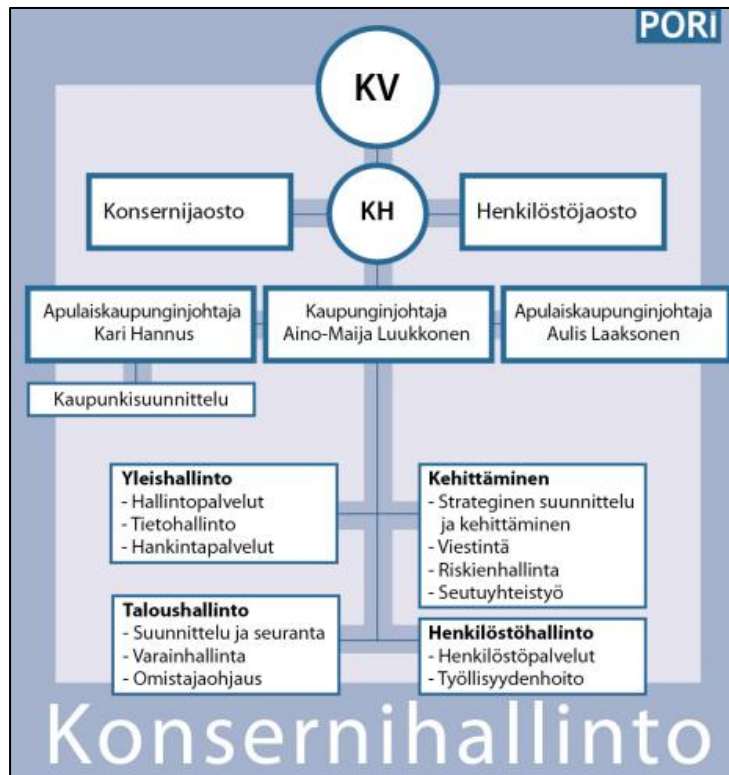 PORI
KV
Konsernijaosto
KH
Henkilöstöjaosto
Apulaiskaupunginjohtaja
Kari Hannus
Kaupunginjohtaja
Aino-Maija Luukkonen
Apulaiskaupunginjohtaja
Aulis Laaksonen
Kaupunkisuunnittelu
Yleishallinto
- Hallintopalvelut
- Tietohallinto
- Hankintapalvelut
Kehittäminen
- Strateginen suunnittelu
ja kehittäminen
- Viestintä
- Riskienhallinta
- Seutuyhteistyö
Taloushallinto
- Suunnittelu ja seuranta
- Varainhallinta
- Omistajaohjaus
Henkilöstöhallinto
- Henkilöstöpalvelut
- Työllisyydenhoito
Konsernihallinto